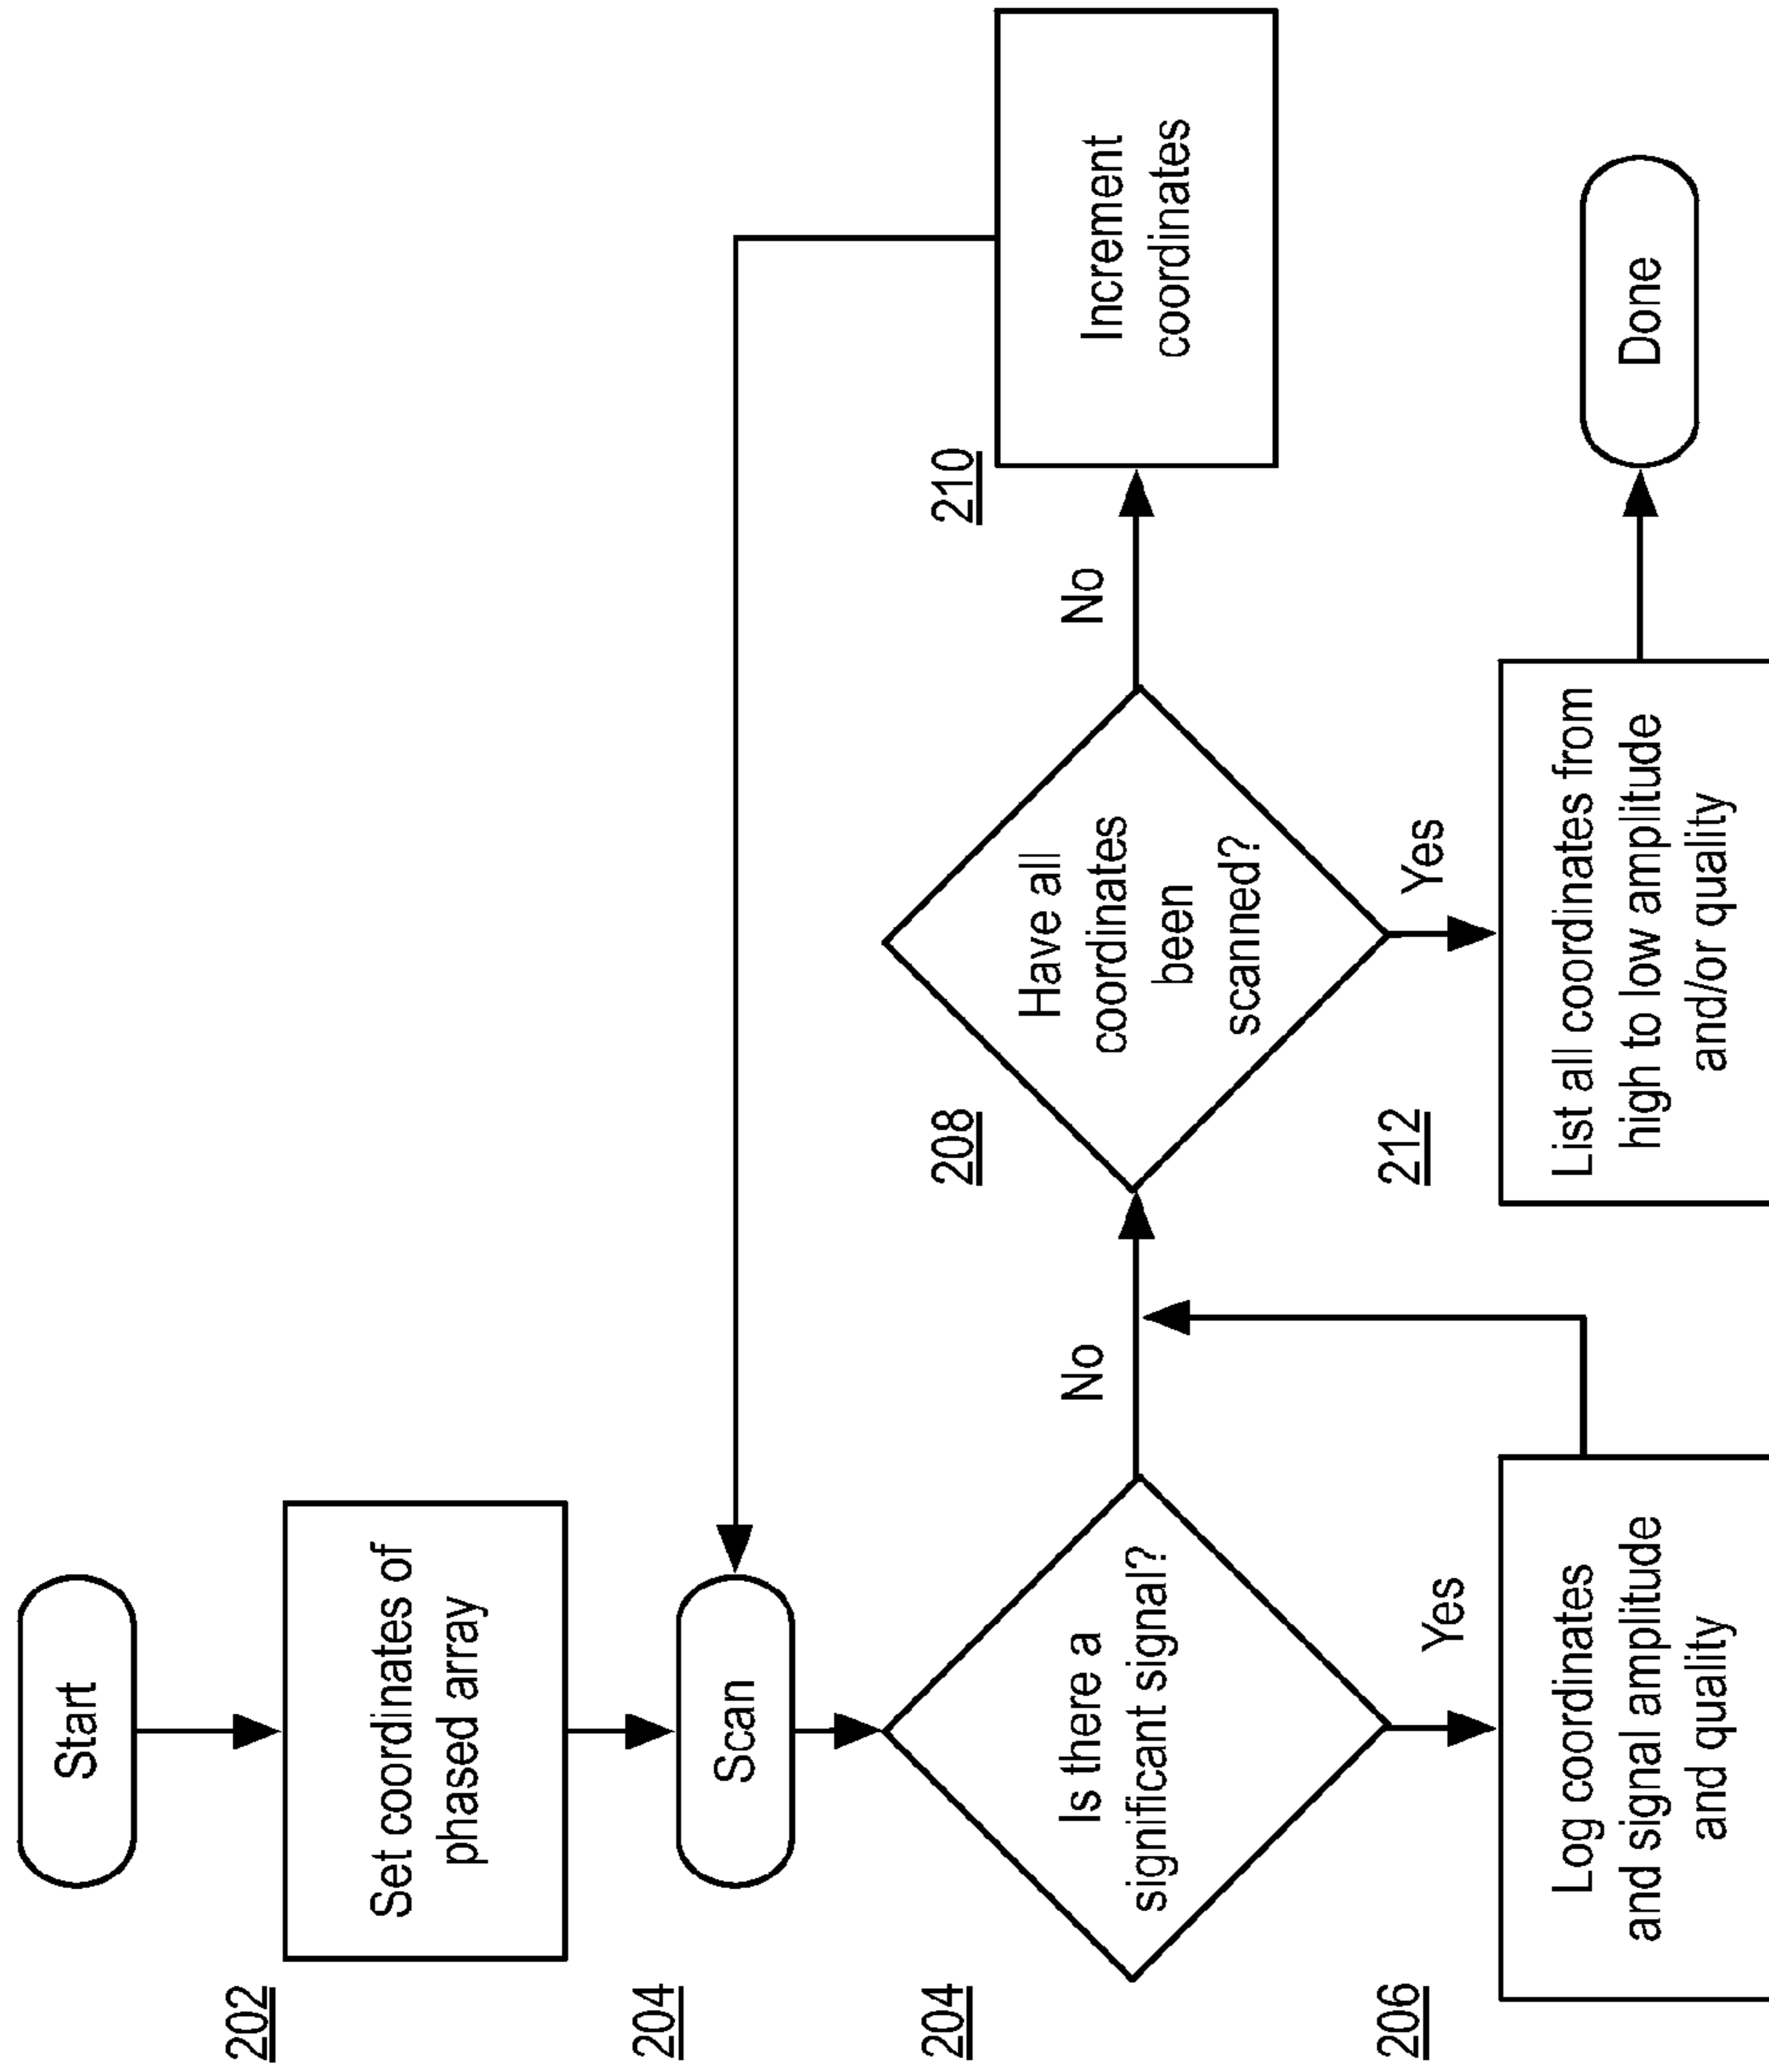 Start
202
Set coordinates of
phased array
204
Scan
204
Is there a
significant signal?
No
Yes
206
Log coordinates
and signal amplitude
and quality
208
Have all
coordinates
been
scanned?
No
Yes
210
Increment
coordinates
212
List all coordinates from
high to low amplitude
and/or quality
Done